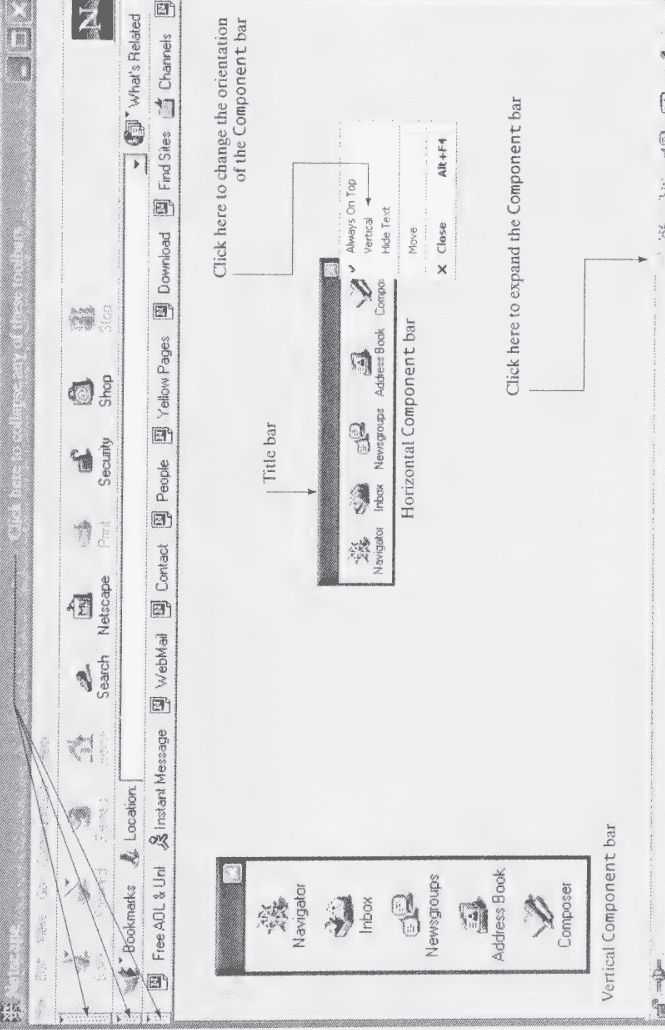 Netscape
Click here to collapse any of these toolbars
Search
Netscape
Print
Security
Shop
Stop
Bookmarks
Location:
What's Related
Free AOL & Unl
Instant Message
WebMail
Contact
People
Yellow Pages
Download
Find Sites
Channels
Click here to change the orientation
of the Component bar
Title bar
Navigator
Inbox
Newsgroups
Address Book
Compo:
Always On Top
Vertical
Hide Text
Move
Close Alt+F4
Horizontal Component bar
Navigator
Inbox
Newsgroups
Address Book
Composer
Vertical Component bar
Click here to expand the Component bar